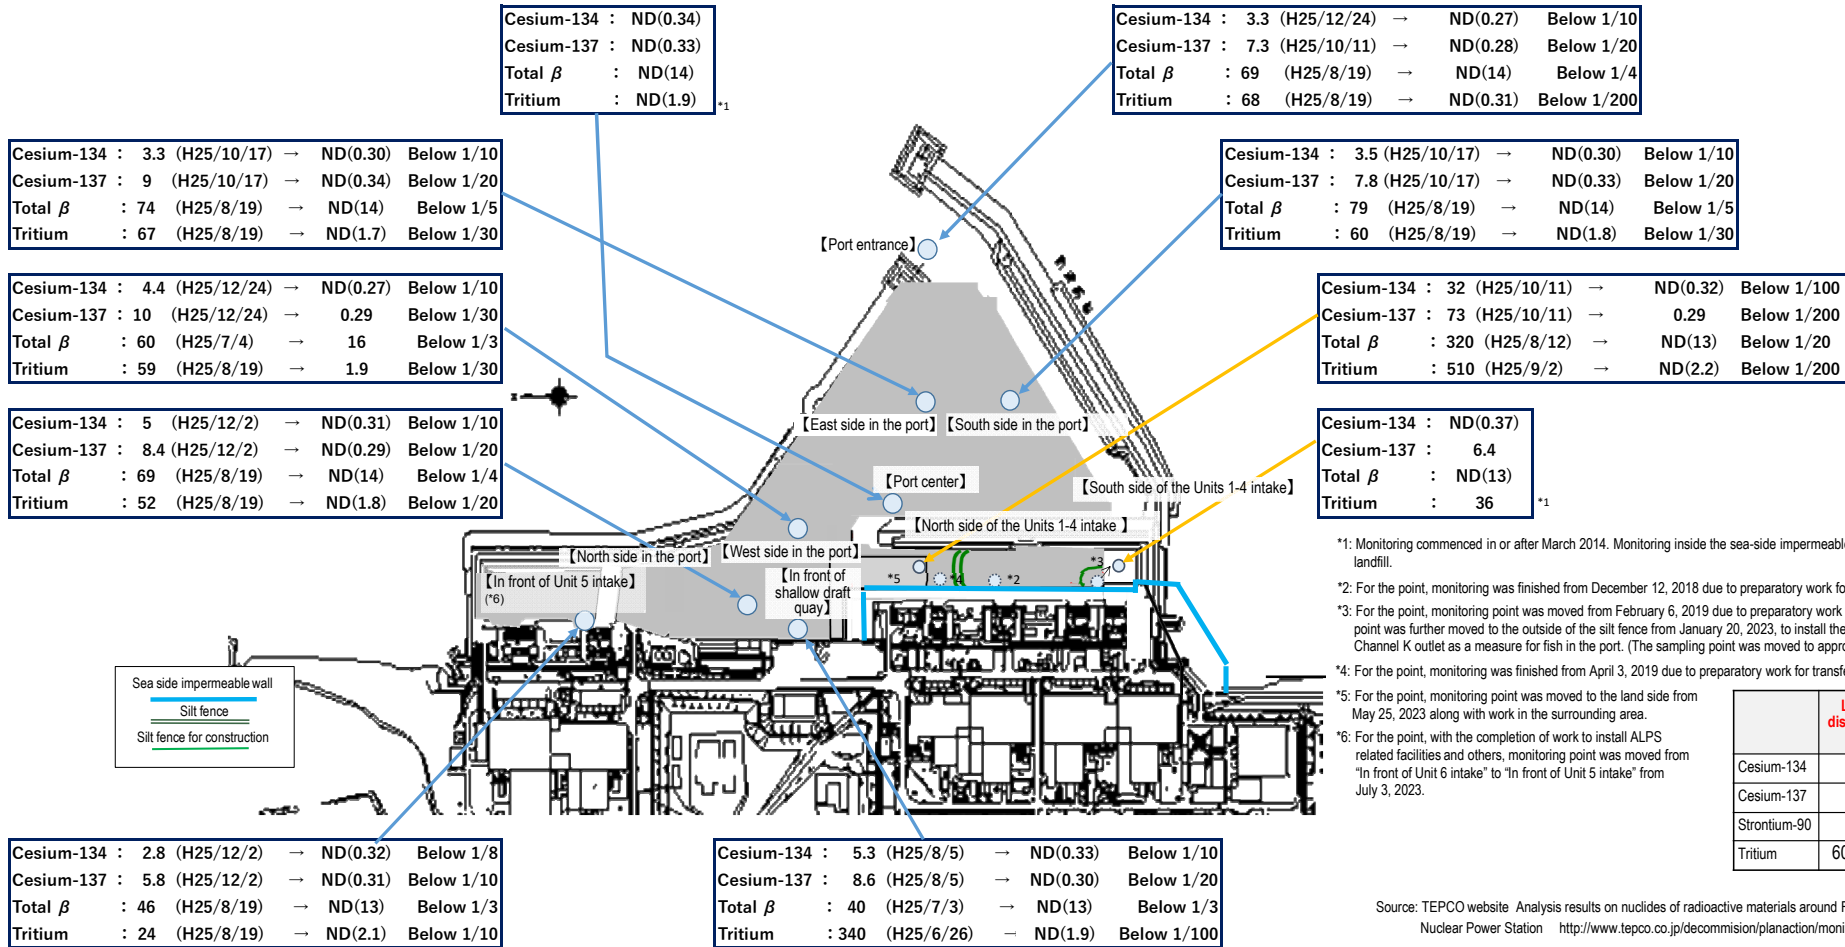 Cesium-134 : ND(0.34)
Cesium-137 : ND(0.33)
Total β : ND(14)
Tritium : ND(1.9) *1
Cesium-134 : 3.3 (H25/12/24) → ND(0.27) Below 1/10
Cesium-137 : 7.3 (H25/10/11) → ND(0.28) Below 1/20
Total β : 69 (H25/8/19) → ND(14) Below 1/4
Tritium : 68 (H25/8/19) → ND(0.31) Below 1/200
Cesium-134 : 3.3 (H25/10/17) → ND(0.30) Below 1/10
Cesium-137 : 9 (H25/10/17) → ND(0.34) Below 1/20
Total β : 74 (H25/8/19) → ND(14) Below 1/5
Tritium : 67 (H25/8/19) → ND(1.7) Below 1/30
Cesium-134 : 3.5 (H25/10/17) → ND(0.30) Below 1/10
Cesium-137 : 7.8 (H25/10/17) → ND(0.33) Below 1/20
Total β : 79 (H25/8/19) → ND(14) Below 1/5
Tritium : 60 (H25/8/19) → ND(1.8) Below 1/30
Cesium-134 : 4.4 (H25/12/24) → ND(0.27) Below 1/10
Cesium-137 : 10 (H25/12/24) → 0.29 Below 1/30
Total β : 60 (H25/7/4) → 16 Below 1/3
Tritium : 59 (H25/8/19) → 1.9 Below 1/30
Cesium-134 : 32 (H25/10/11) → ND(0.32) Below 1/100
Cesium-137 : 73 (H25/10/11) → 0.29 Below 1/200
Total β : 320 (H25/8/12) → ND(13) Below 1/20
Tritium : 510 (H25/9/2) → ND(2.2) Below 1/200
Cesium-134 : 5 (H25/12/2) → ND(0.31) Below 1/10
Cesium-137 : 8.4 (H25/12/2) → ND(0.29) Below 1/20
Total β : 69 (H25/8/19) → ND(14) Below 1/4
Tritium : 52 (H25/8/19) → ND(1.8) Below 1/20
Cesium-134 : ND(0.37)
Cesium-137 : 6.4
Total β : ND(13)
Tritium : 36 *1
【Port entrance】
【East side in the port】
【South side in the port】
【Port center】
【South side of the Units 1-4 intake】
【North side of the Units 1-4 intake 】
【North side in the port】
【West side in the port】
【In front of Unit 5 intake】
(*6)
【In front of
shallow draft
quay】
*5
*4
*2
*3
Sea side impermeable wall
Silt fence
Silt fence for construction
*1: Monitoring commenced in or after March 2014. Monitoring inside the sea-side impermeable
landfill.
*2: For the point, monitoring was finished from December 12, 2018 due to preparatory work fo
*3: For the point, monitoring point was moved from February 6, 2019 due to preparatory work
point was further moved to the outside of the silt fence from January 20, 2023, to install the
Channel K outlet as a measure for fish in the port. (The sampling point was moved to appro
*4: For the point, monitoring was finished from April 3, 2019 due to preparatory work for transfe
*5: For the point, monitoring point was moved to the land side from
May 25, 2023 along with work in the surrounding area.
*6: For the point, with the completion of work to install ALPS
related facilities and others, monitoring point was moved from
“In front of Unit 6 intake” to “In front of Unit 5 intake” from
July 3, 2023.
dis
Cesium-134
Cesium-137
Strontium-90
Tritium 60
Cesium-134 : 2.8 (H25/12/2) → ND(0.32) Below 1/8
Cesium-137 : 5.8 (H25/12/2) → ND(0.31) Below 1/10
Total β : 46 (H25/8/19) → ND(13) Below 1/3
Tritium : 24 (H25/8/19) → ND(2.1) Below 1/10
Cesium-134 : 5.3 (H25/8/5) → ND(0.33) Below 1/10
Cesium-137 : 8.6 (H25/8/5) → ND(0.30) Below 1/20
Total β : 40 (H25/7/3) → ND(13) Below 1/3
Tritium : 340 (H25/6/26) → ND(1.9) Below 1/100
Source: TEPCO website Analysis results on nuclides of radioactive materials around F
Nuclear Power Station http://www.tepco.co.jp/decommision/planaction/moni